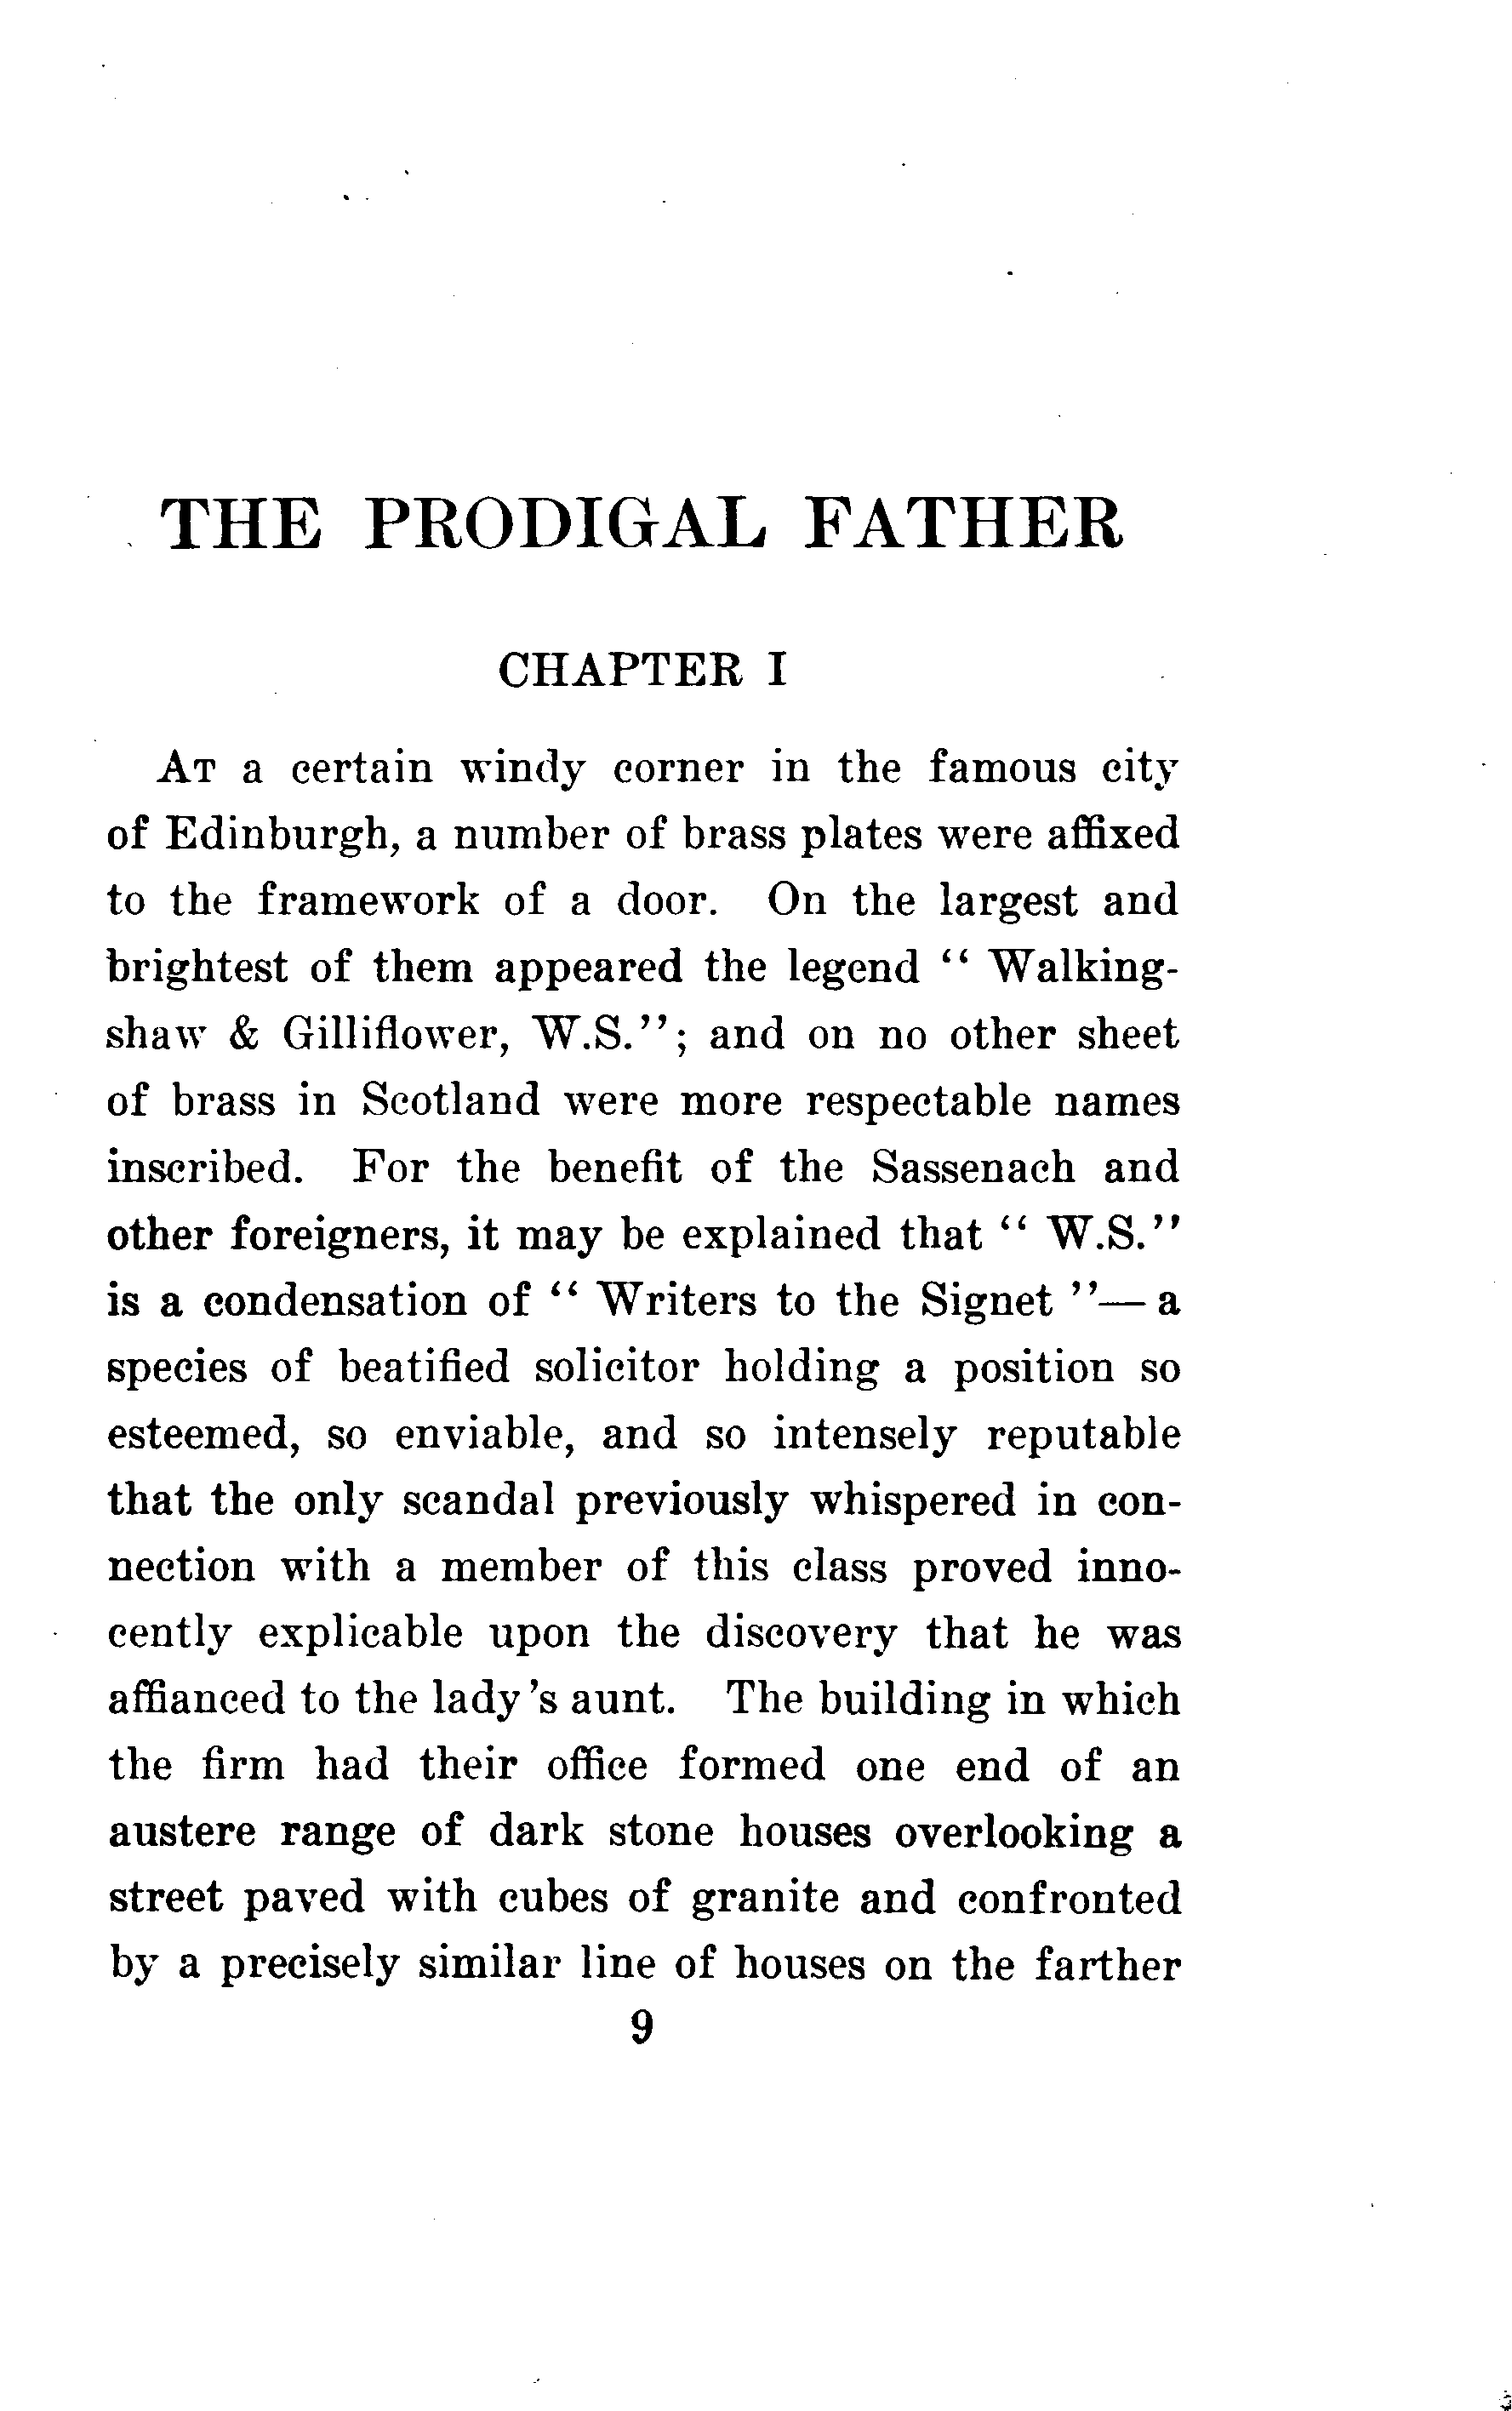 THE PRODIGAL FATHER
CHAPTER I
At a certain windy corner in the famous city
of Edinburgh, a number of brass plates were affixed
to the framework of a door. On the largest and
brightest of them appeared the legend “ Walking-
shaw & Gilliflower, W.S.”; and on no other sheet
of brass in Scotland were more respectable names
inscribed. For the benefit of the Sassenach and
other foreigners, it may be explained that “ W.S.”
is a condensation of “ Writers to the Signet ”— a
species of beatified solicitor holding a position so
esteemed, so enviable, and so intensely reputable
that the only scandal previously whispered in con-
nection with a member of this class proved inno-
cently explicable upon the discovery that he was
affianced to the lady's aunt. The building in which
the firm had their office formed one end of an
austere range of dark stone houses overlooking a
street paved with cubes of granite and confronted
by a precisely similar line of houses on the farther
9